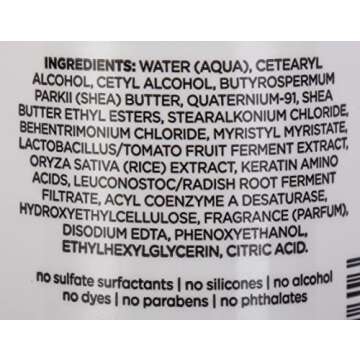 INGREDIENTS: WATER (AQUA), CETEARYL
ALCOHOL, CETYL ALCOHOL, BUTYROSPERMUM
PARKII (SHEA) BUTTER, QUATERNIUM-91, SHEA
BUTTER ETHYL ESTERS, STEARALKONIUM CHLORIDE,
BEHENTRIMONIUM CHLORIDE, MYRISTYL MYRISTATE,
LACTOBACILLUS/TOMATO FRUIT FERMENT EXTRACT,
ORYZA SATIVA (RICE) EXTRACT, KERATIN AMINO
ACIDS, LEUCONOSTOC/RADISH ROOT FERMENT
FILTRATE, ACYL COENZYME A DESATURASE,
HYDROXYETHYLCELLULOSE, FRAGRANCE (PARFUM),
DISODIUM EDTA, PHENOXYETHANOL,
ETHYLHEXYLGLYCERIN, CITRIC ACID.
no sulfate surfactants | no silicones | no alcohol
no dyes | no parabens | no phthalates